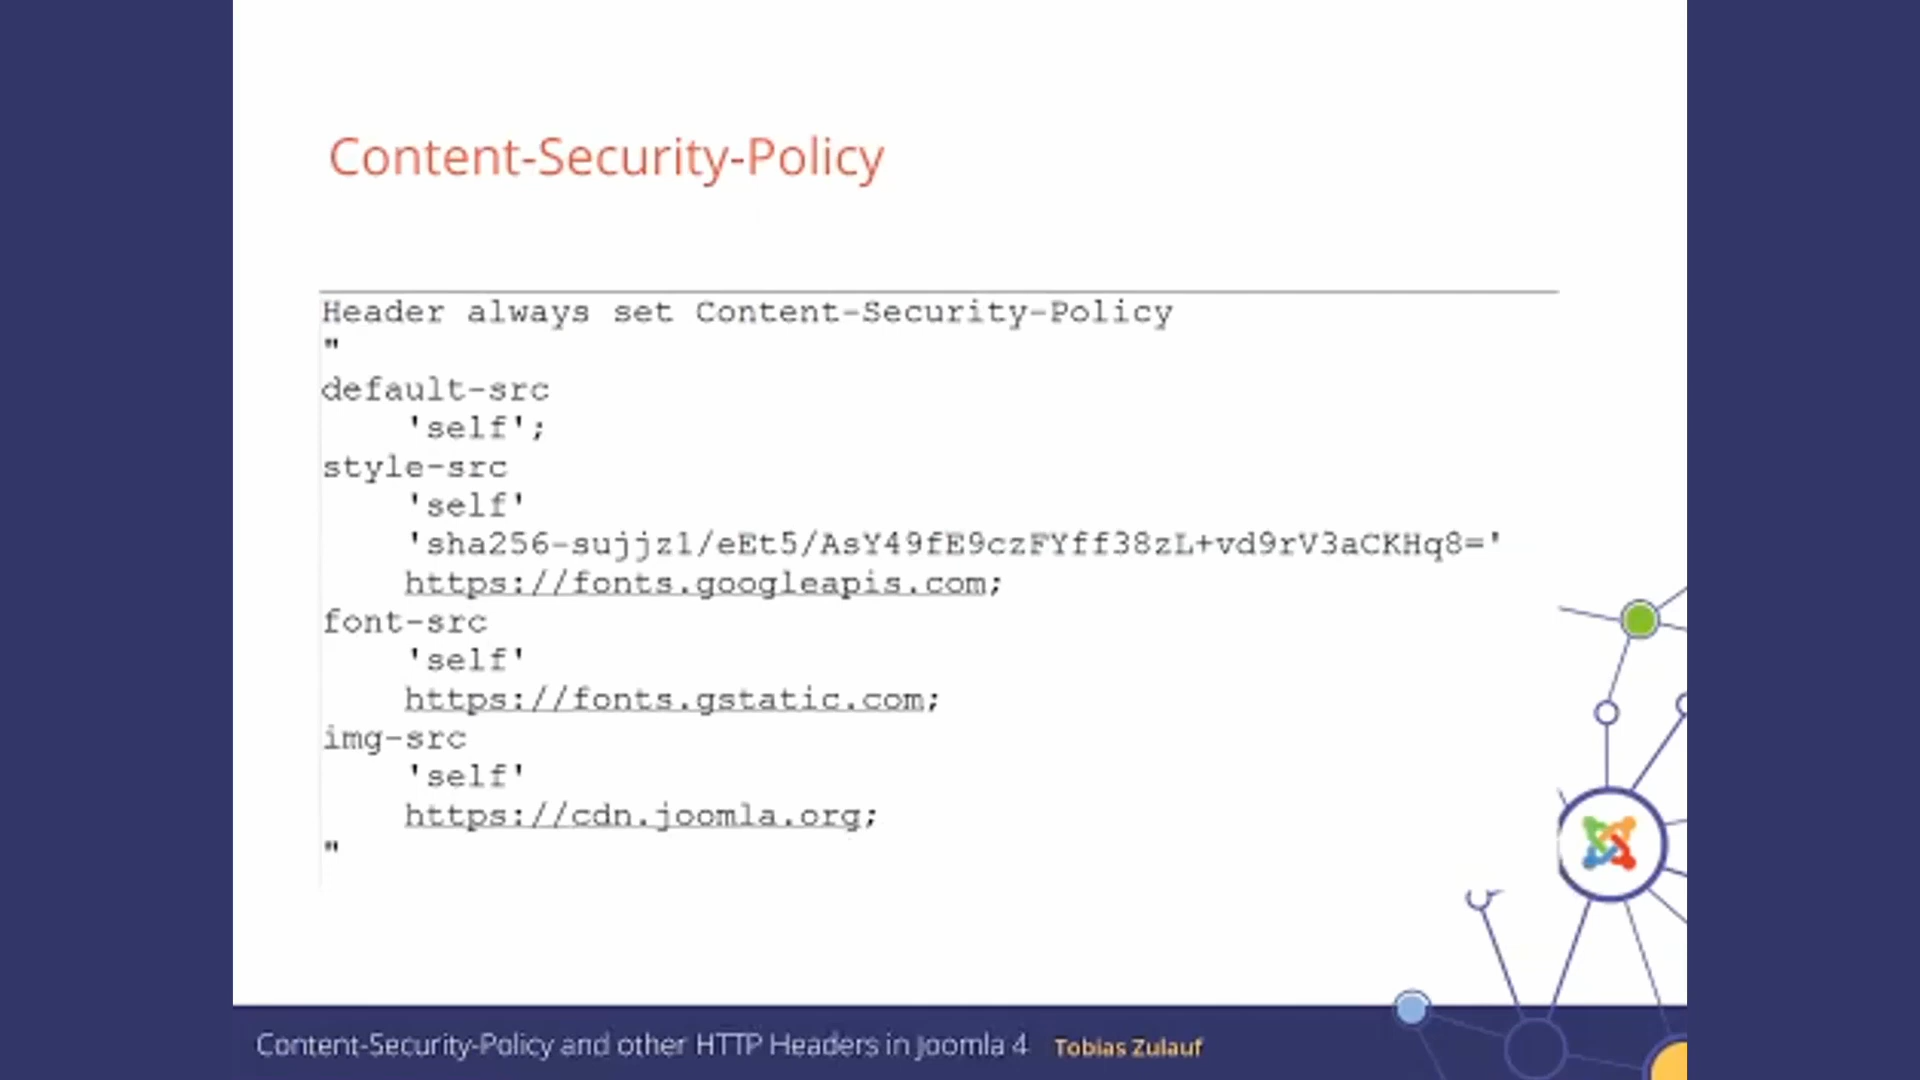 Content-Security-Policy
Header always set Content-Security-Policy
"
default-src
'self';
style-src
'self'
'sha256-sujjzl/eEt5/AsY49fE9czFYff38zL+vd9rV3aCKHq8='
https://fonts.googleapis.com;
font-src
'self'
https://fonts.gstatic.com;
img-src
'self'
https://cdn.joomla.org;
"
Content-Security-Policy and other HTTP Headers in Joomla 4 Tobias Zulauf